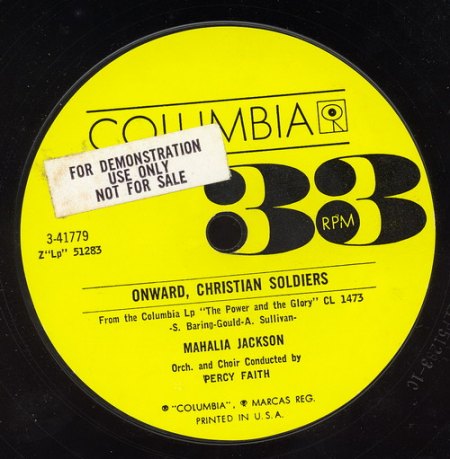 COLUMBIA
FOR DEMONSTRATION
USE ONLY
NOT FOR SALE
33
RPM
3-41779
Z"Lp" 51283
ONWARD, CHRISTIAN SOLDIERS
From the Columbia Lp "The Power and the Glory" CL 1473
-S. Baring-Gould-A. Sullivan-
MAHALIA JACKSON
Orch. and Choir Conducted by
PERCY FAITH
"COLUMBIA", MARCAS REG.
PRINTED IN U.S.A.